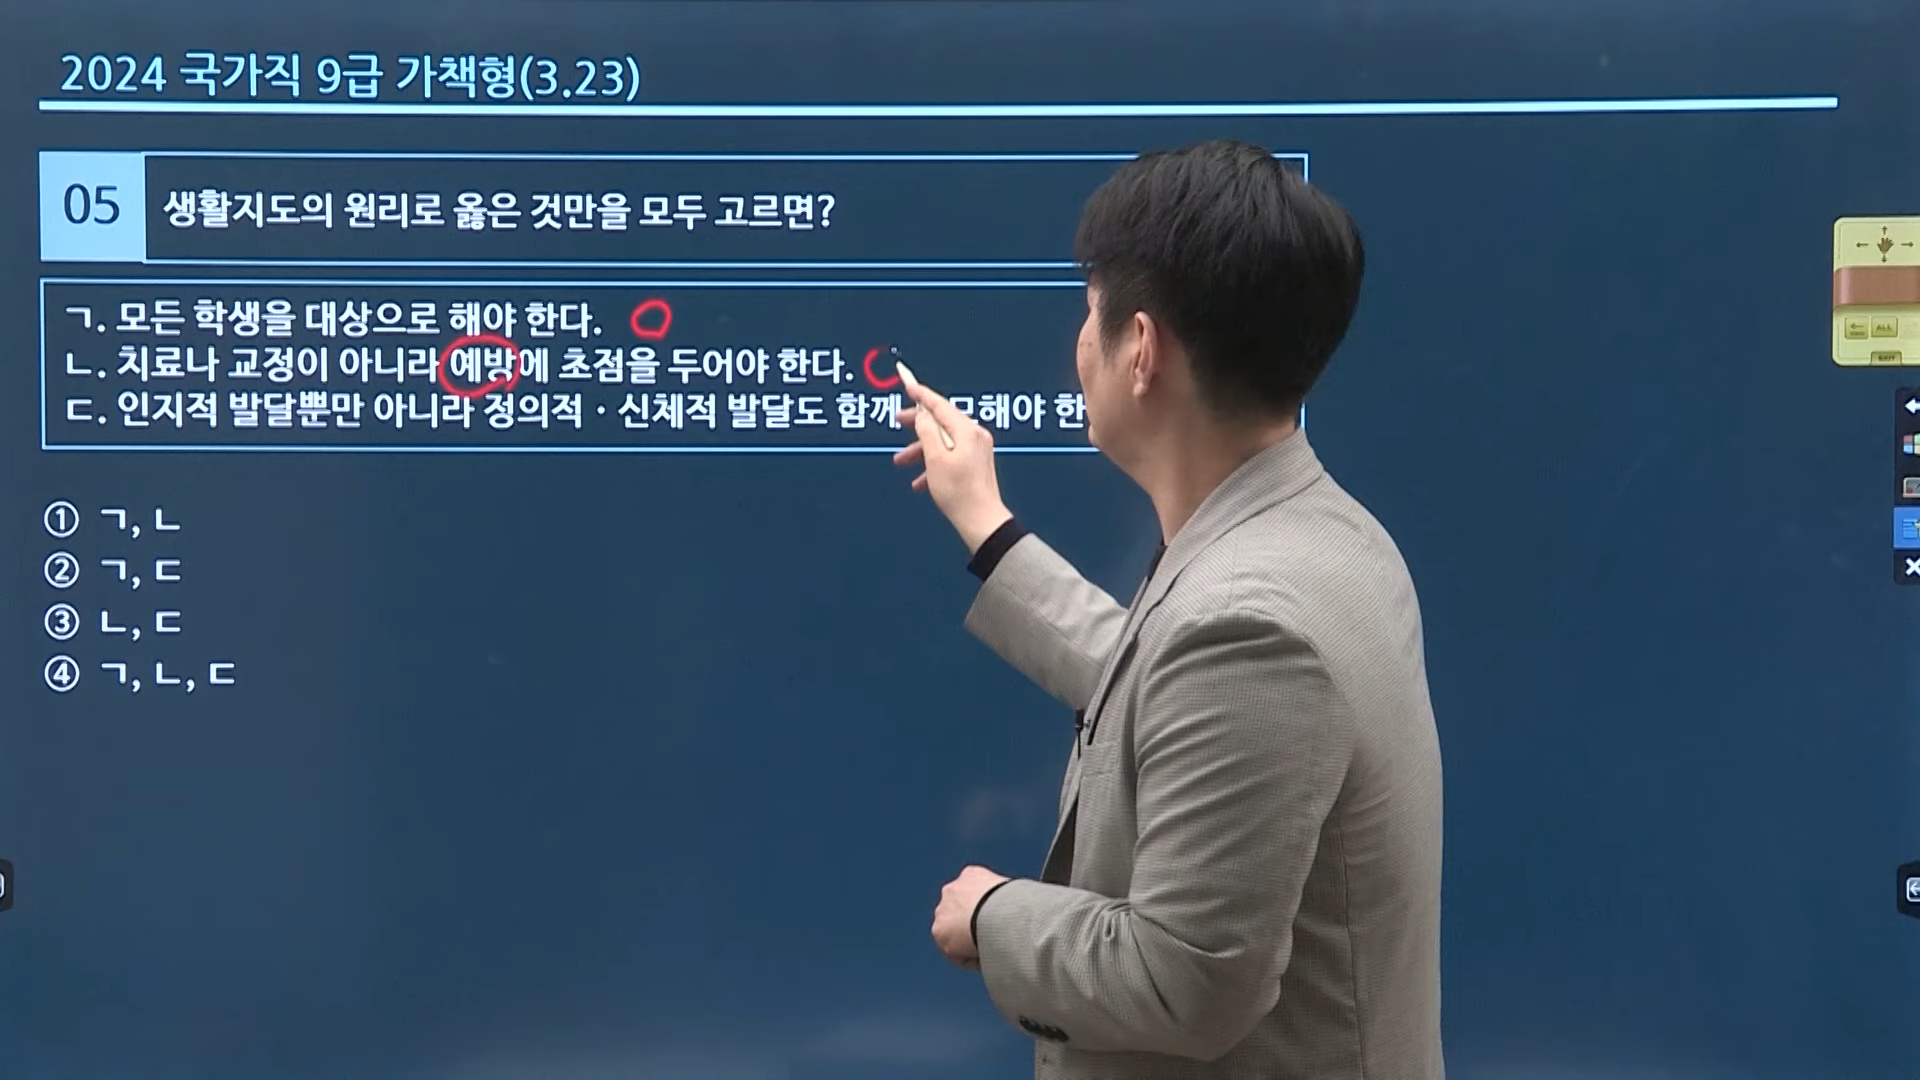 2024 국가직 9급 가책형(3.23)
05 생활지도의 원리로 옳은 것만을 모두 고르면?
ㄱ. 모든 학생을 대상으로 해야 한다.
ㄴ. 치료나 교정이 아니라 예방에 초점을 두어야 한다.
ㄷ. 인지적 발달뿐만 아니라 정의적·신체적 발달도 함께 해야 한
① ㄱ, ㄴ
② ㄱ, ㄷ
③ ㄴ, ㄷ
④ ㄱ, ㄴ, ㄷ
ALL
EXIT